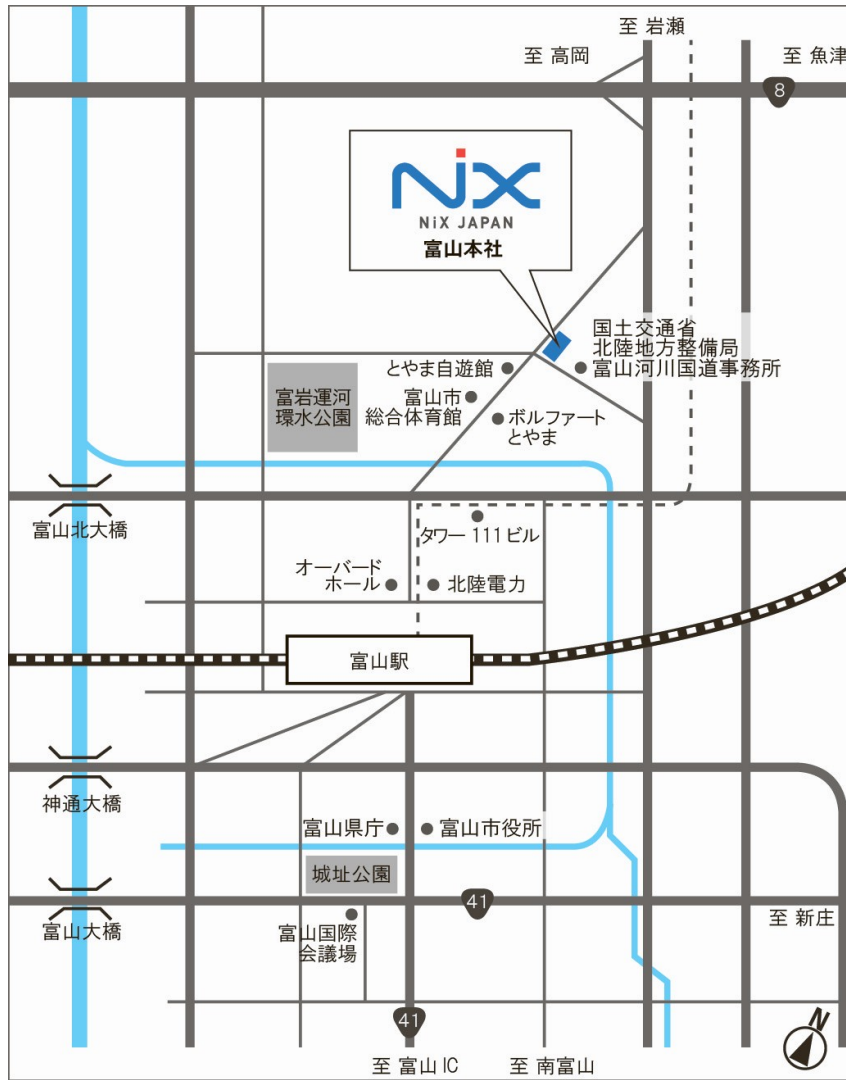 至 岩瀬
至 高岡
至 魚津
8
NiX
NiX JAPAN
富山本社
国土交通省
北陸地方整備局
富山河川国道事務所
とやま自遊館
富岩運河
環水公園
富山市
総合体育館
ボルファート
とやま
富山北大橋
タワー111ビル
オーバード
ホール
北陸電力
富山駅
神通大橋
富山県庁
富山市役所
城址公園
41
富山大橋
至 新庄
富山国際
会議場
41
N
至 富山IC
至 南富山